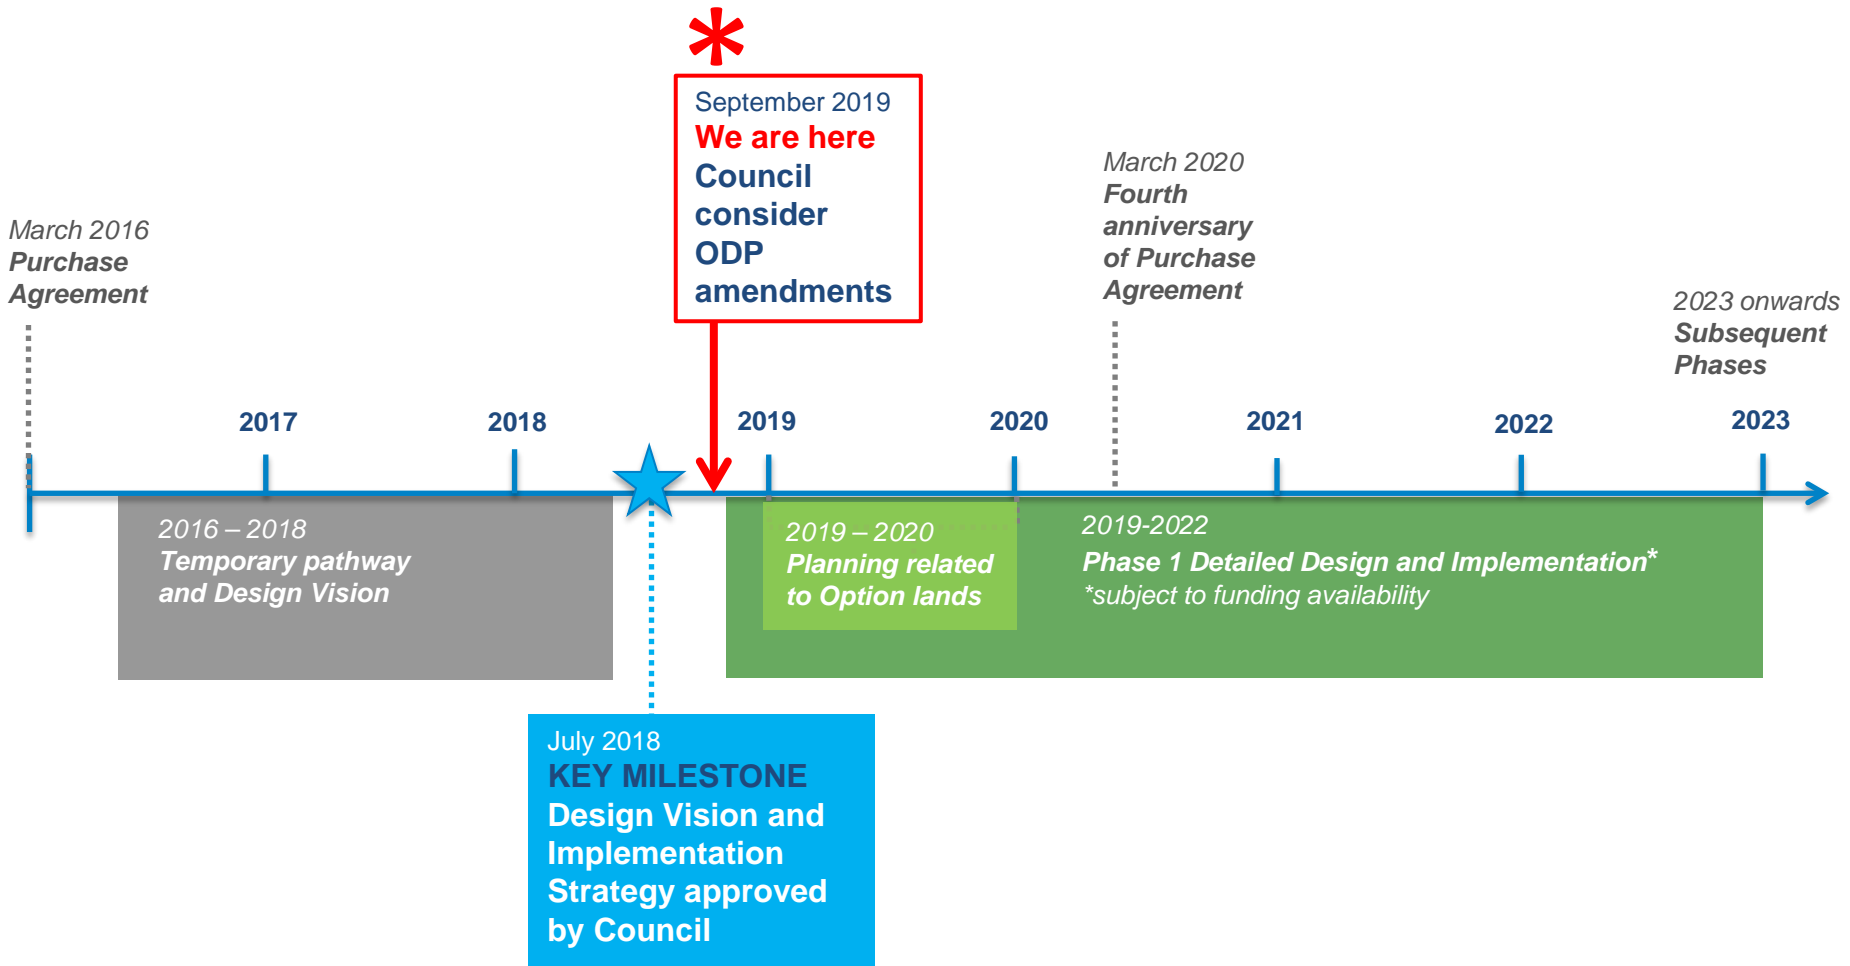 *
September 2019
We are here
Council
consider
ODP
amendments
March 2016
Purchase
Agreement
March 2020
Fourth
anniversary
of Purchase
Agreement
2023 onwards
Subsequent
Phases
2017
2018
2019
2020
2021
2022
2023
2016 – 2018
Temporary pathway
and Design Vision
2019 – 2020
Planning related
to Option lands
2019-2022
Phase 1 Detailed Design and Implementation*
*subject to funding availability
July 2018
KEY MILESTONE
Design Vision and
Implementation
Strategy approved
by Council